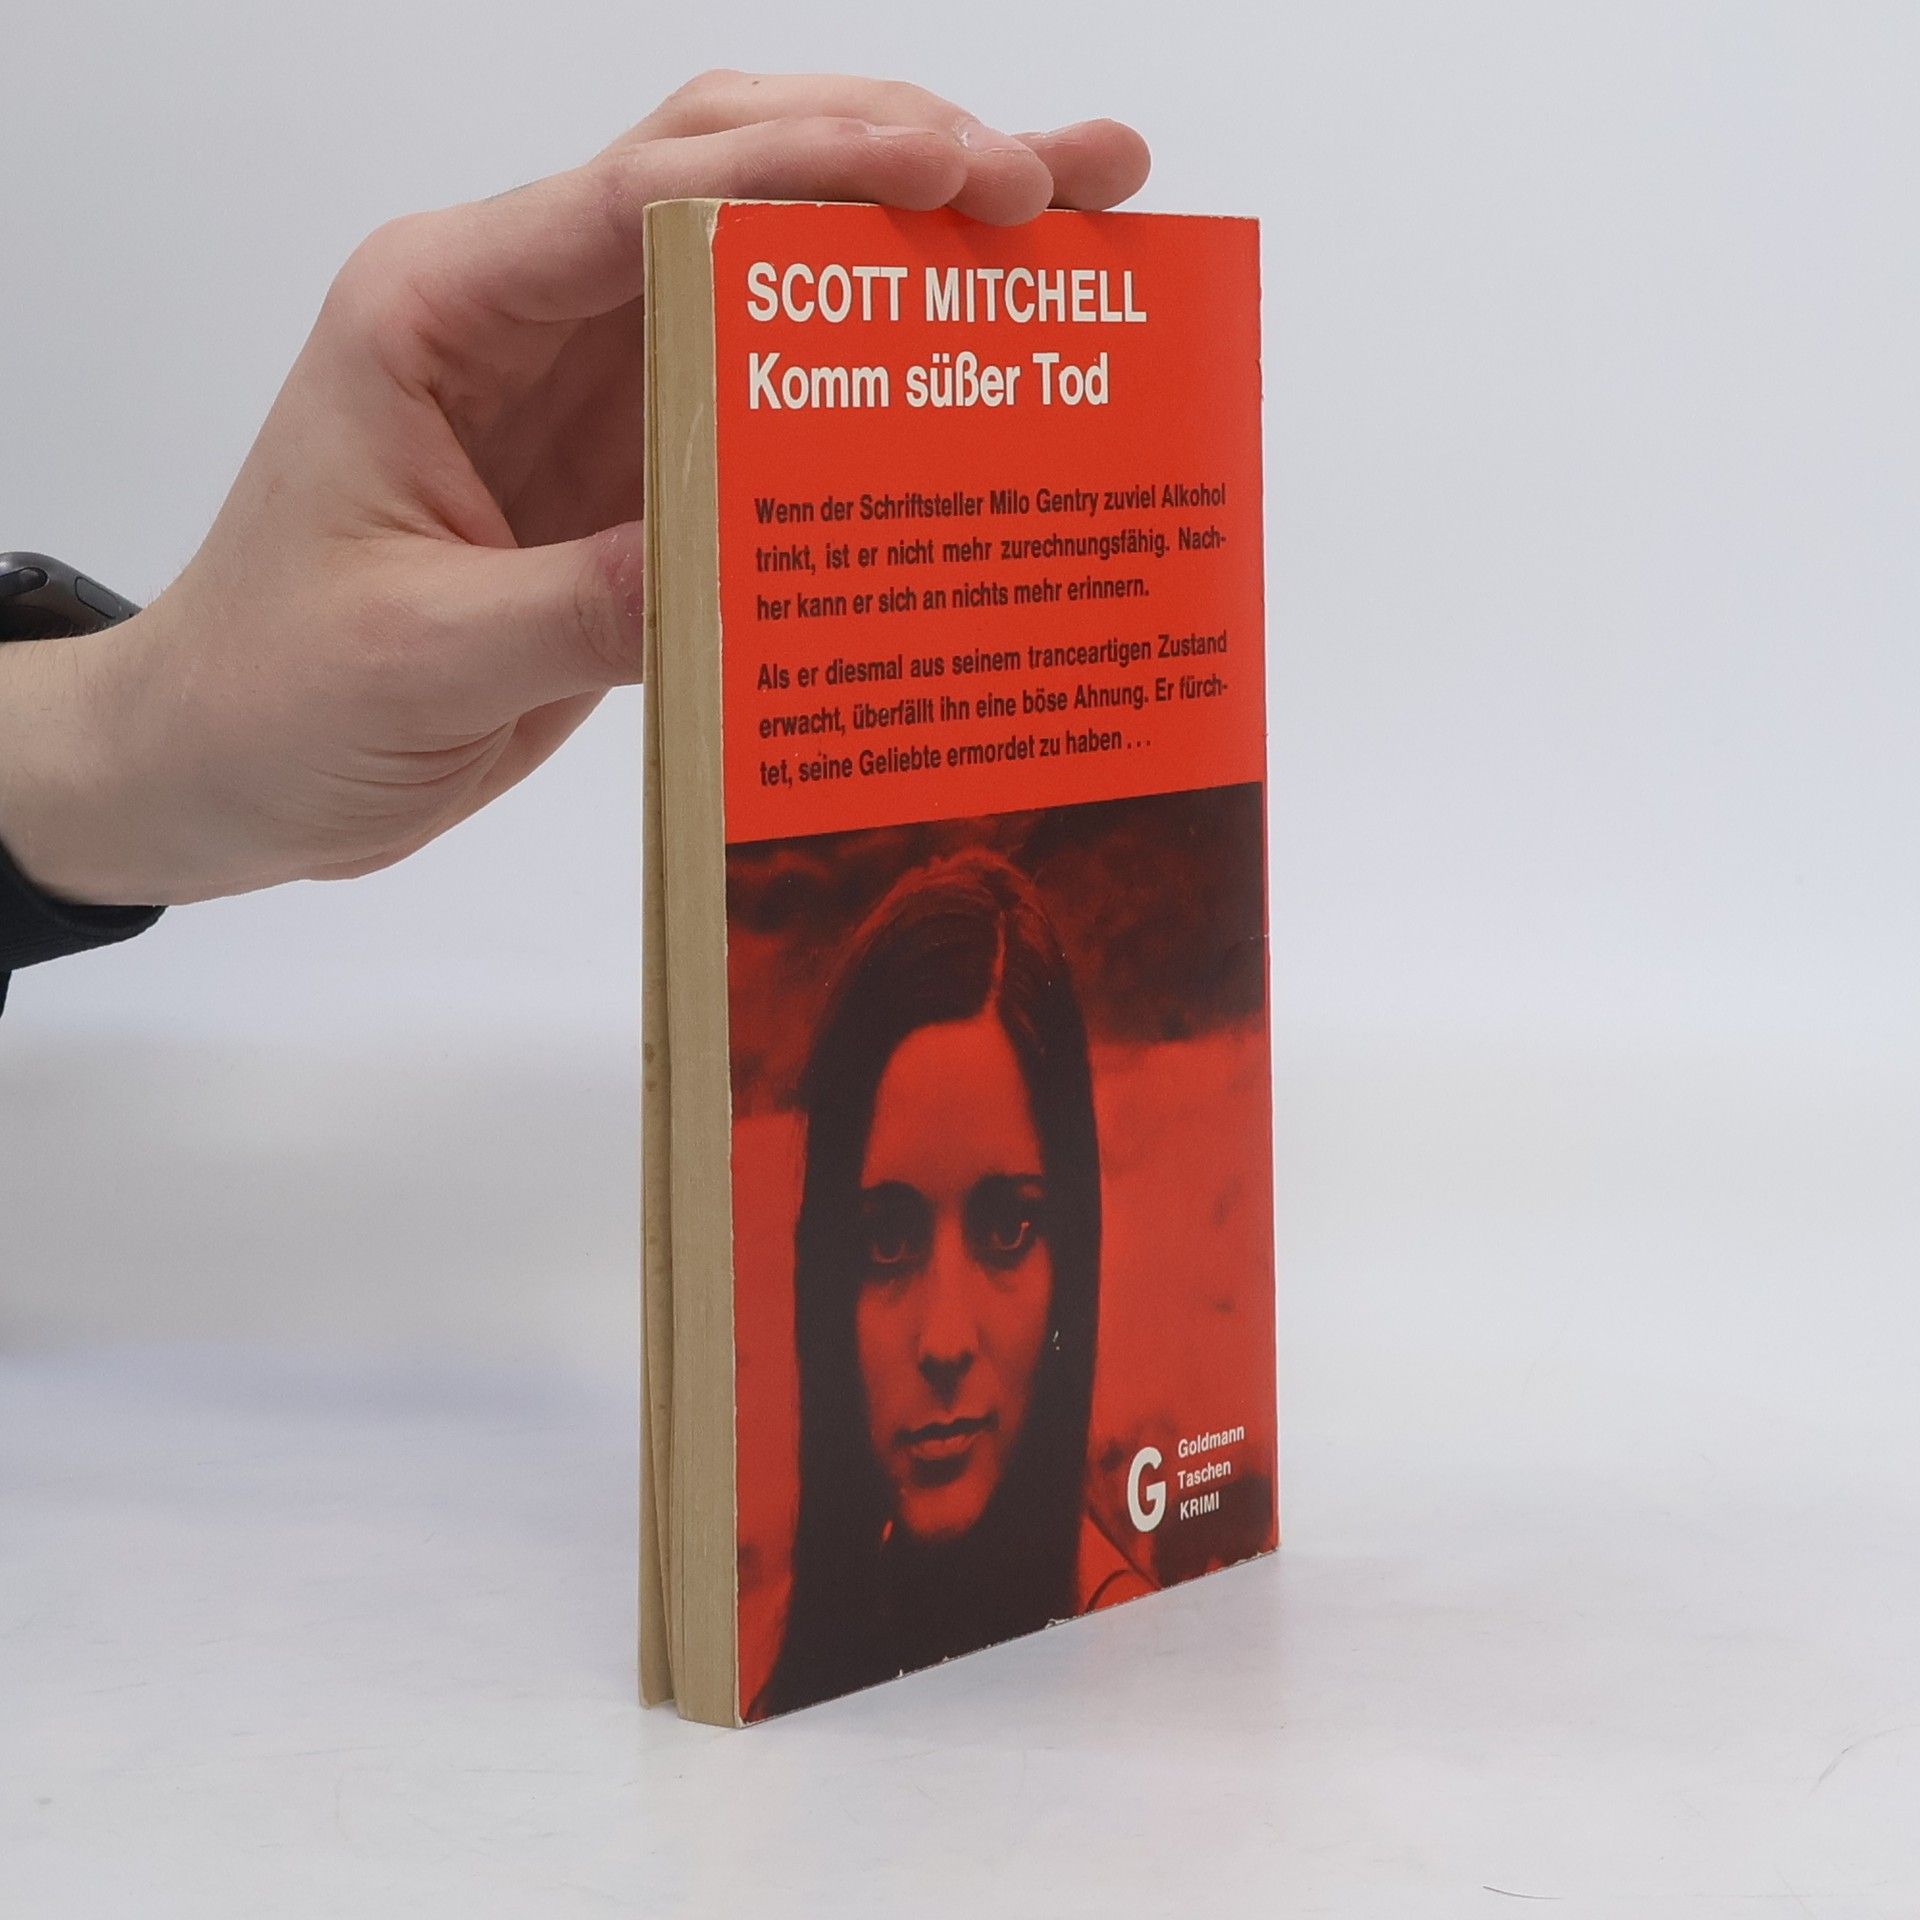 SCOTT MITCHELL
Komm süßer Tod
Wenn der Schriftsteller Milo Gentry zuviel Alkohol
trinkt, ist er nicht mehr zurechnungsfähig. Nach-
her kann er sich an nichts mehr erinnern.
Als er diesmal aus seinem tranceartigen Zustand
erwacht, überfällt ihn eine böse Ahnung. Er fürch-
tet, seine Geliebte ermordet zu haben . . .
G
Goldmann
Taschen
KRIMI